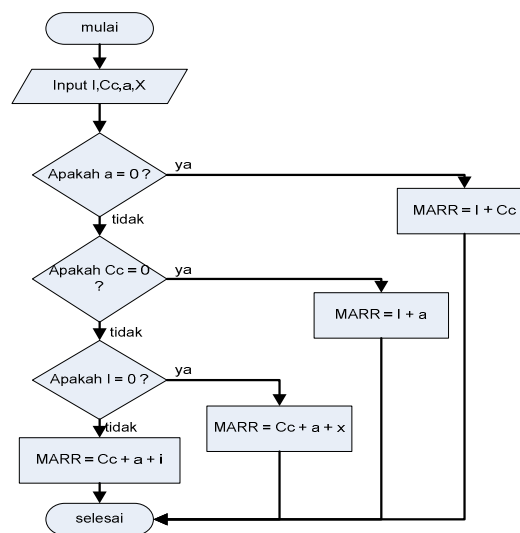 mulai
Input I,Cc,a,X
Apakah a = 0 ?
ya
MARR = I + Cc
tidak
Apakah Cc = 0
?
ya
MARR = I + a
tidak
Apakah I = 0 ?
ya
MARR = Cc + a + x
tidak
MARR = Cc + a + i
selesai